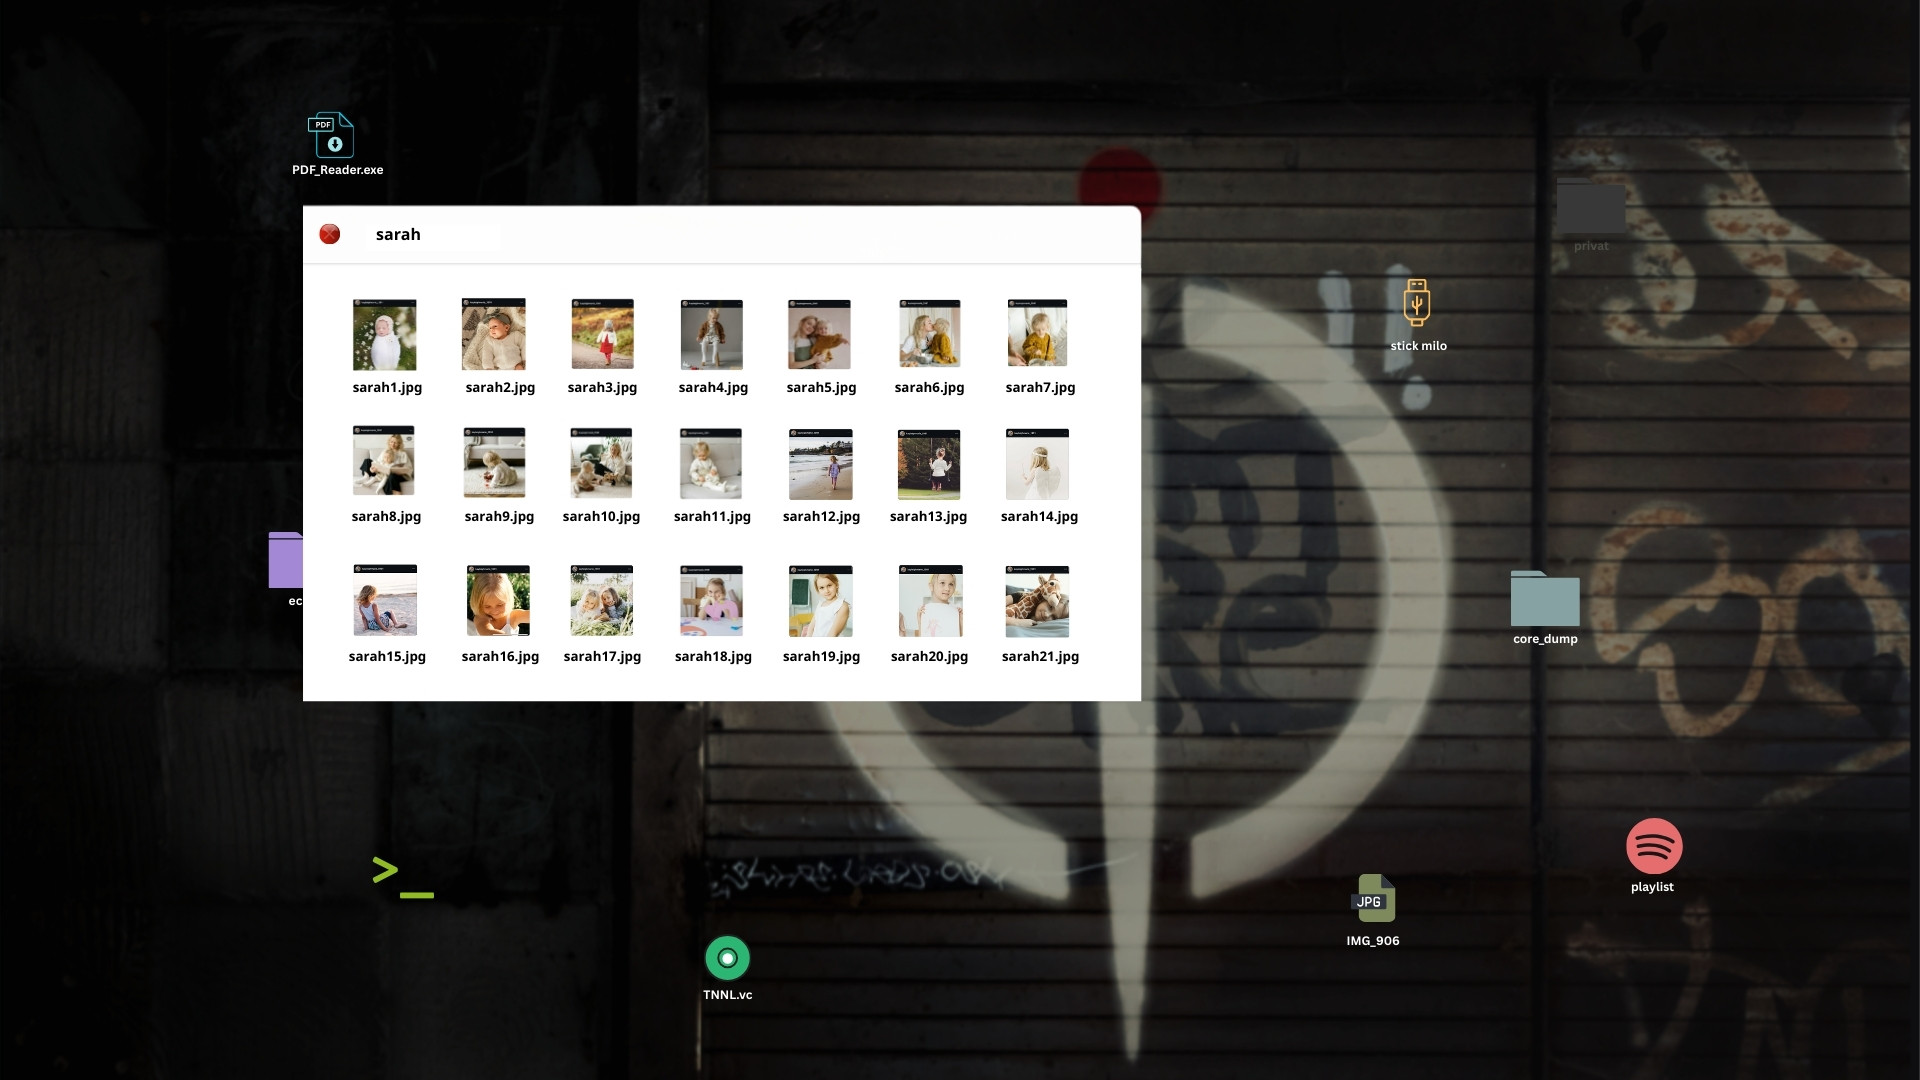 PDF
PDF_Reader.exe
sarah
privat
stick milo
sarah1.jpg sarah2.jpg sarah3.jpg sarah4.jpg sarah5.jpg sarah6.jpg sarah7.jpg
sarah8.jpg sarah9.jpg sarah10.jpg sarah11.jpg sarah12.jpg sarah13.jpg sarah14.jpg
ec
core_dump
sarah15.jpg sarah16.jpg sarah17.jpg sarah18.jpg sarah19.jpg sarah20.jpg sarah21.jpg
>_
playlist
JPG
IMG_906
TNNL.vc